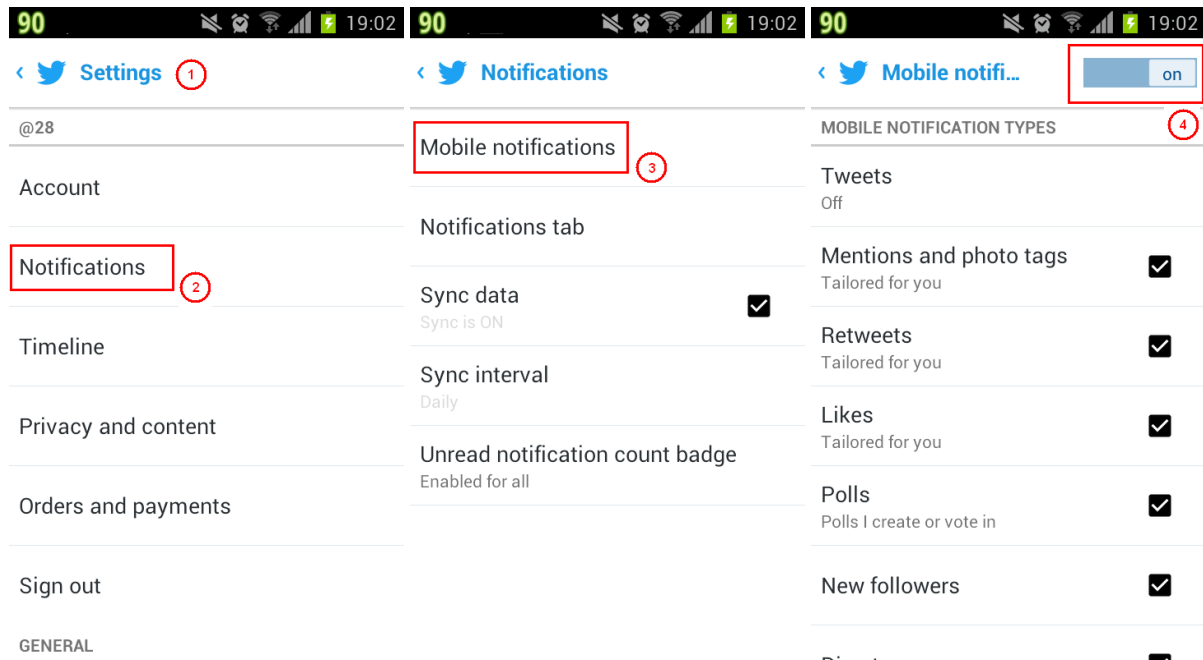 90 19:02
Settings 1
@28
Account
Notifications
2
Timeline
Privacy and content
Orders and payments
Sign out
GENERAL
90 19:02
Notifications
Mobile notifications
3
Notifications tab
Sync data
Sync is ON
Sync interval
Daily
Unread notification count badge
Enabled for all
90 19:02
Mobile notifi... on
4
MOBILE NOTIFICATION TYPES
Tweets
Off
Mentions and photo tags
Tailored for you
Retweets
Tailored for you
Likes
Tailored for you
Polls
Polls I create or vote in
New followers